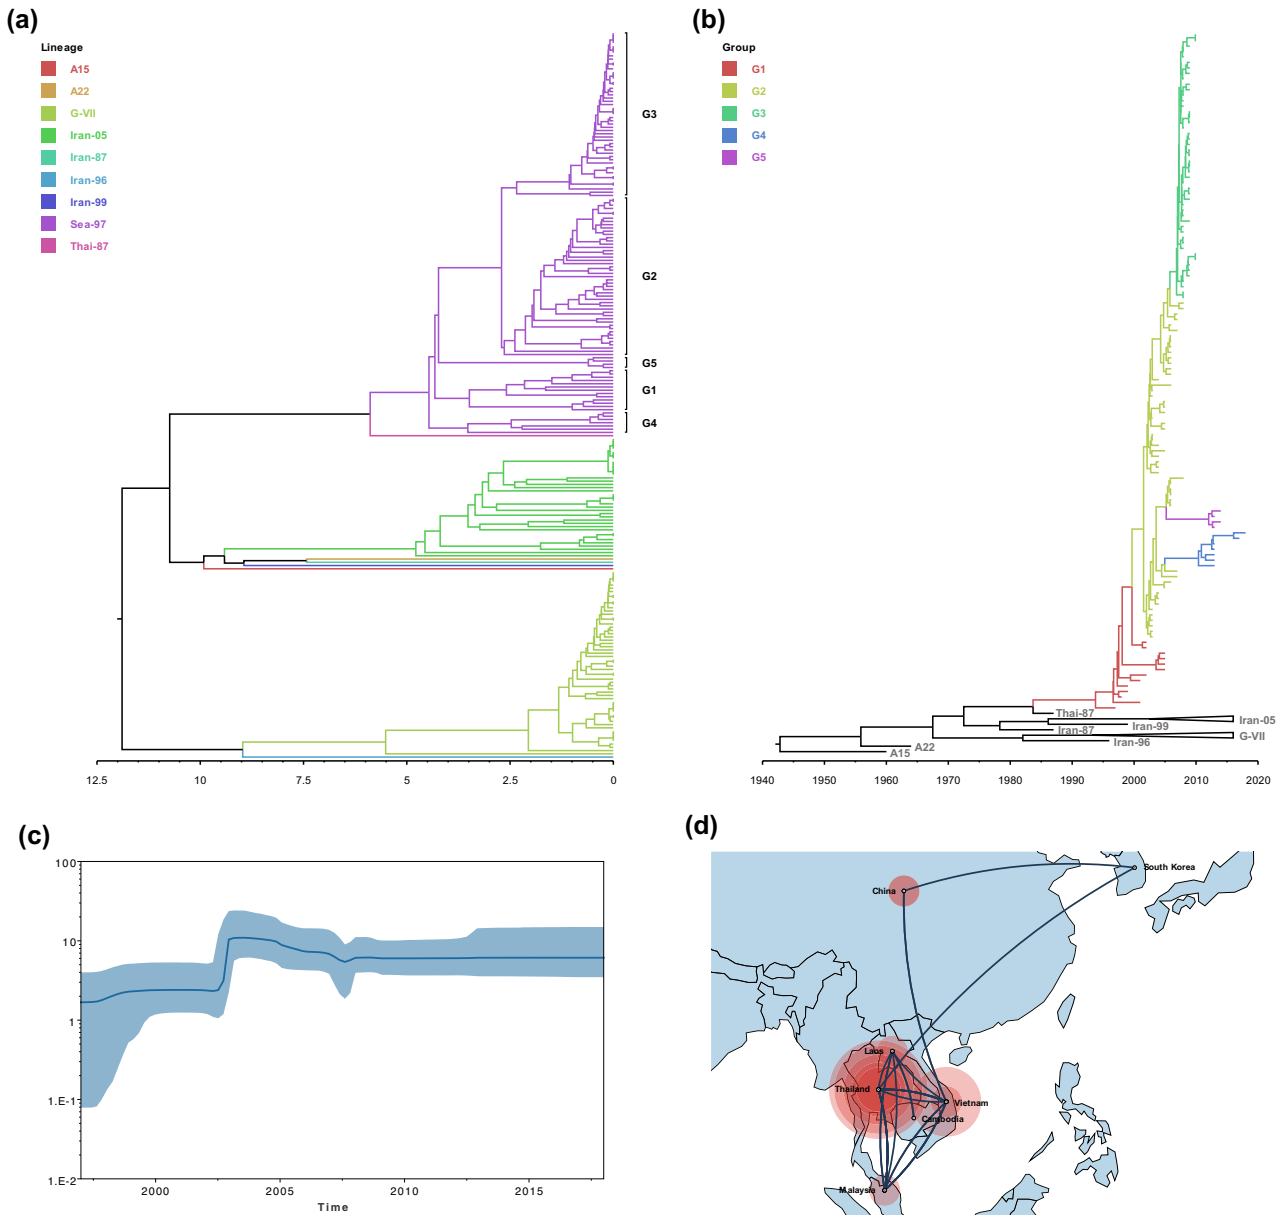 (a)
Lineage
A15
A22
G-VII
Iran-05
Iran-87
Iran-96
Iran-99
Sea-97
Thai-87
G3
G2
G5
G1
G4
12.5 10 7.5 5 2.5 0
(b)
Group
G1
G2
G3
G4
G5
Thai-87
Iran-05
Iran-99
Iran-87
G-VII
Iran-96
A22
A15
1940 1950 1960 1970 1980 1990 2000 2010 2020
(c)
100
10
1
1.E-1
1.E-2
2000 2005 2010 2015
Time
(d)
South Korea
China
Laos
Thailand
Vietnam
Cambodia
Malaysia